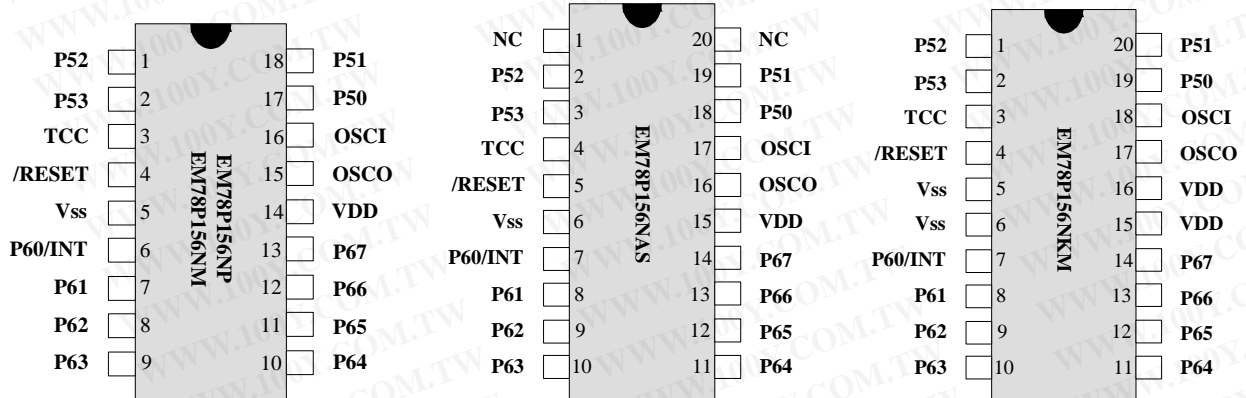 P52 1 18 P51
P53 2 17 P50
TCC 3 16 OSCI
/RESET 4 15 OSCO
Vss 5 14 VDD
P60/INT 6 13 P67
P61 7 12 P66
P62 8 11 P65
P63 9 10 P64
EM78P156NP
EM78P156NM
NC 1 20 NC
P52 2 19 P51
P53 3 18 P50
TCC 4 17 OSCI
/RESET 5 16 OSCO
Vss 6 15 VDD
P60/INT 7 14 P67
P61 8 13 P66
P62 9 12 P65
P63 10 11 P64
EM78P156NAS
P52 1 20 P51
P53 2 19 P50
TCC 3 18 OSCI
/RESET 4 17 OSCO
Vss 5 16 VDD
Vss 6 15 VDD
P60/INT 7 14 P67
P61 8 13 P66
P62 9 12 P65
P63 10 11 P64
EM78P156NKM
WWW.100Y.COM.TW